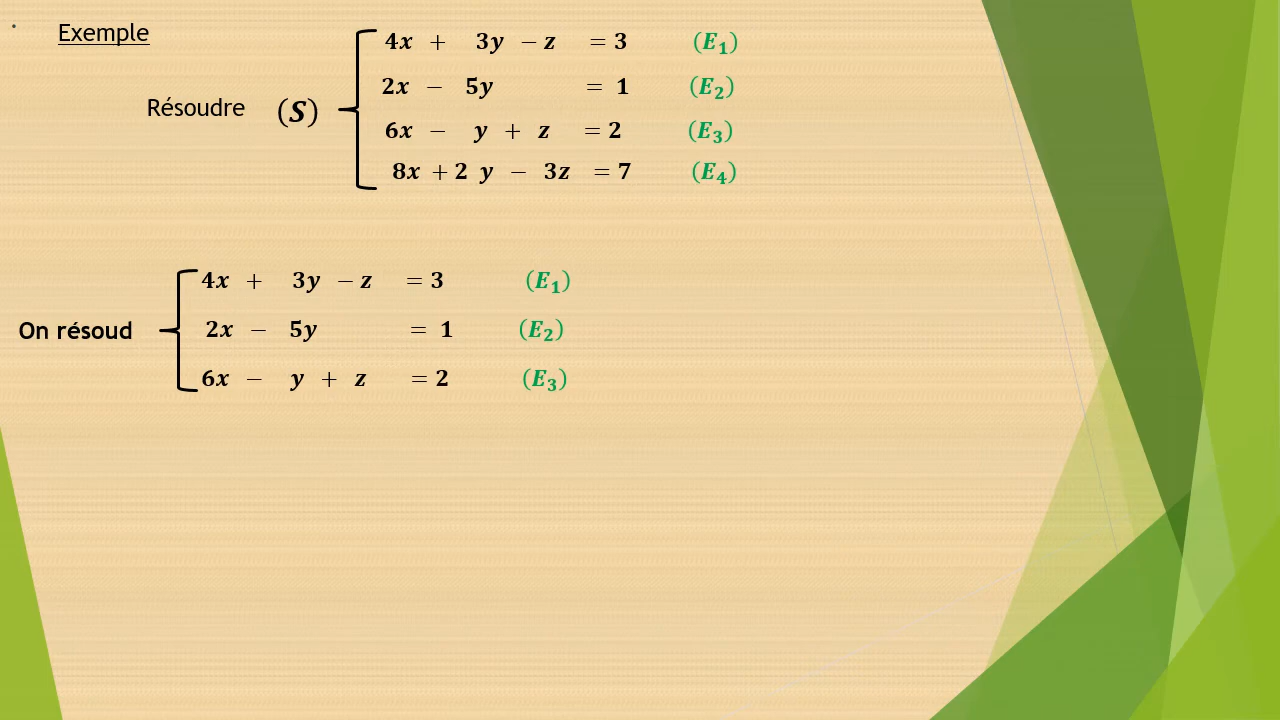 Exemple
4x + 3y − z = 3 (E₁)
2x − 5y = 1 (E₂)
Résoudre (S)
6x − y + z = 2 (E₃)
8x + 2 y − 3z = 7 (E₄)
4x + 3y − z = 3 (E₁)
On résoud 2x − 5y = 1 (E₂)
6x − y + z = 2 (E₃)